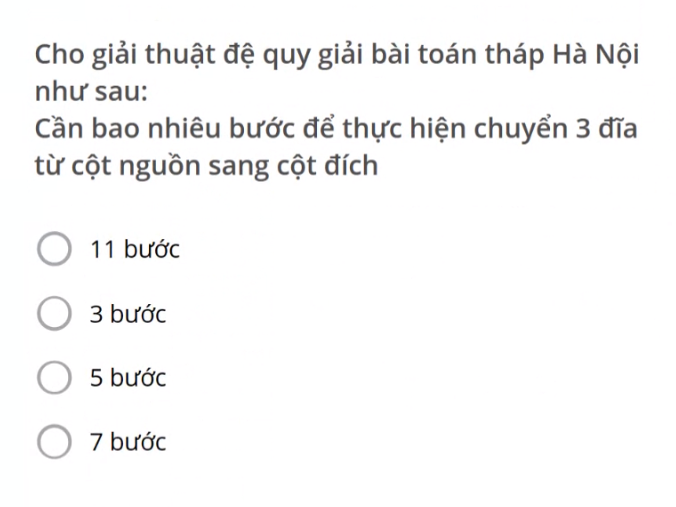 Cho giải thuật đệ quy giải bài toán tháp Hà Nội
như sau:
Cần bao nhiêu bước để thực hiện chuyển 3 đĩa
từ cột nguồn sang cột đích
11 bước
3 bước
5 bước
7 bước